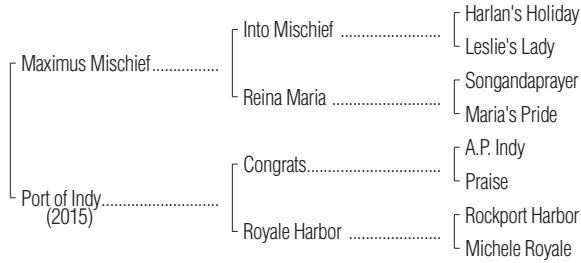 Harlan's Holiday
Into Mischief
Leslie's Lady
Maximus Mischief
Songandaprayer
Reina Maria
Maria's Pride
A.P. Indy
Congrats
Praise
Port of Indy
(2015)
Rockport Harbor
Royale Harbor
Michele Royale